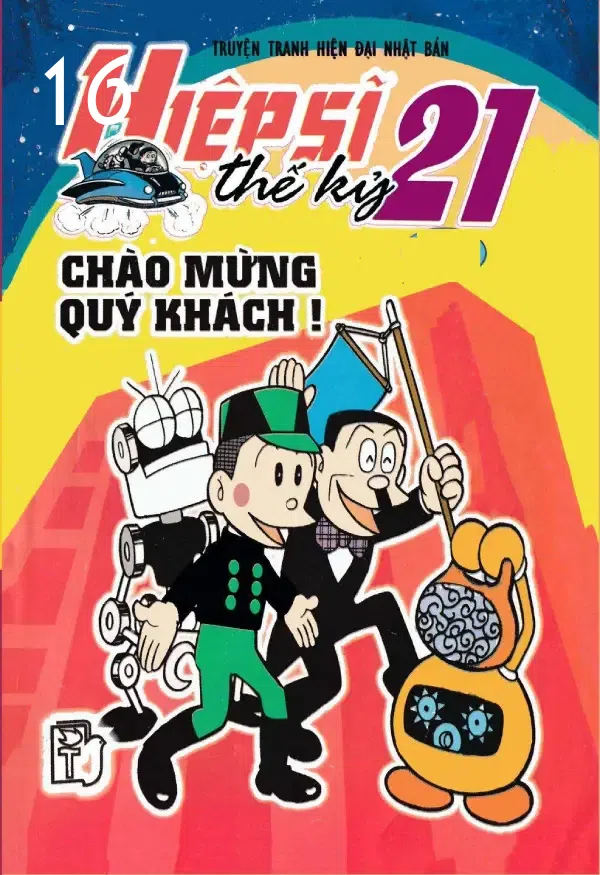 TRUYỆN TRANH HIỆN ĐẠI NHẬT BẢN
16
HIỆP SĨ
thế kỷ 21
CHÀO MỪNG
QUÝ KHÁCH !
T